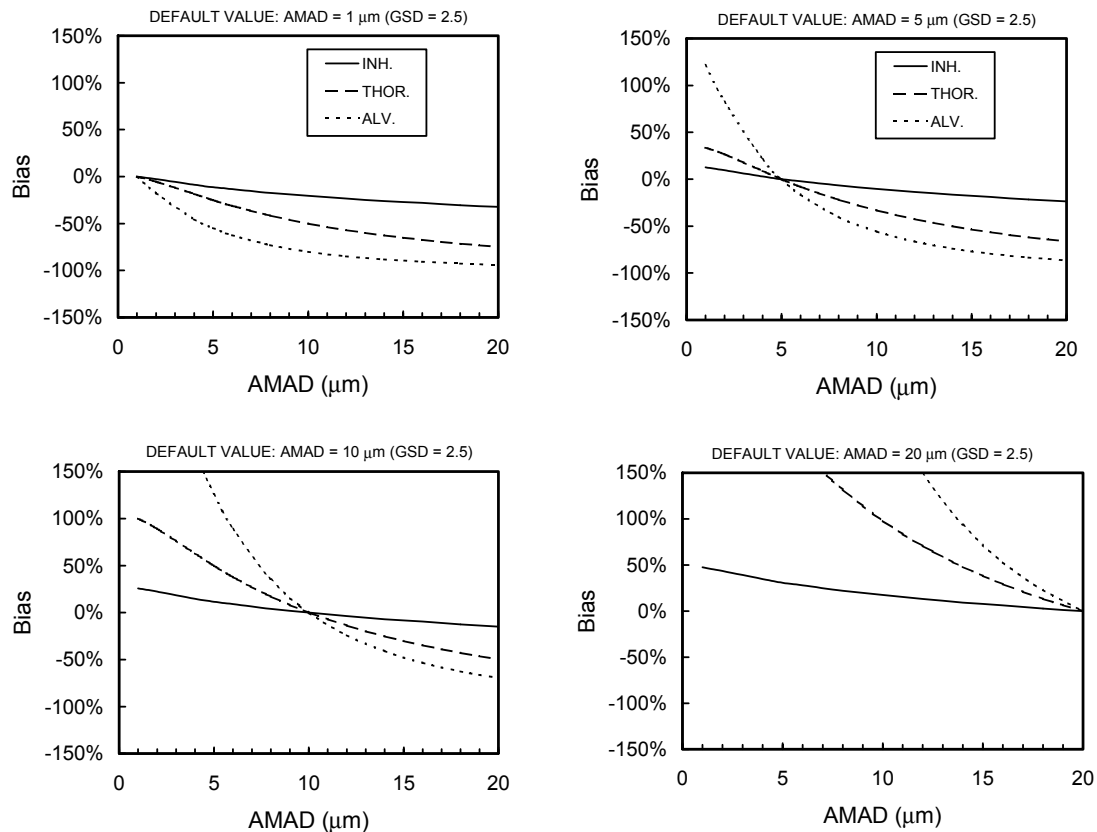 DEFAULT VALUE: AMAD = 1 μm (GSD = 2.5)
150%
100%
50%
0%
-50%
-100%
-150%
Bias
INH.
THOR.
ALV.
0 5 10 15 20
AMAD (μm)
DEFAULT VALUE: AMAD = 5 μm (GSD = 2.5)
150%
100%
50%
0%
-50%
-100%
-150%
Bias
INH.
THOR.
ALV.
0 5 10 15 20
AMAD (μm)
DEFAULT VALUE: AMAD = 10 μm (GSD = 2.5)
150%
100%
50%
0%
-50%
-100%
-150%
Bias
0 5 10 15 20
AMAD (μm)
DEFAULT VALUE: AMAD = 20 μm (GSD = 2.5)
150%
100%
50%
0%
-50%
-100%
-150%
Bias
0 5 10 15 20
AMAD (μm)